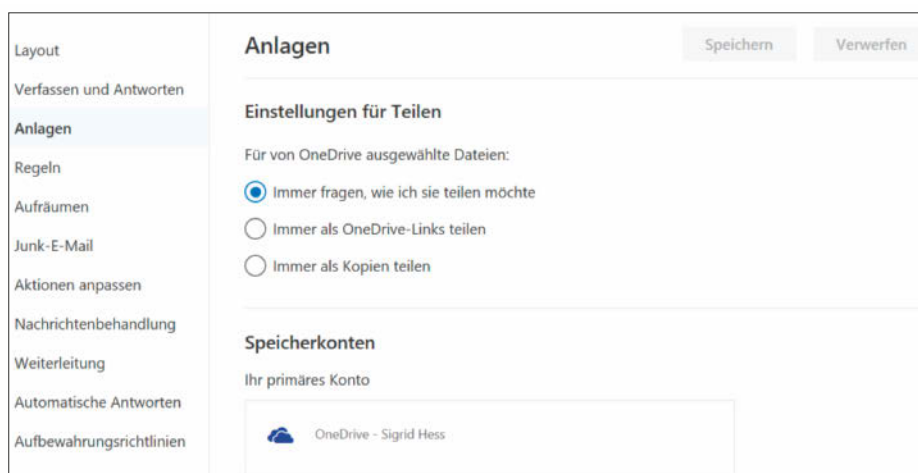 Layout
Verfassen und Antworten
Anlagen
Regeln
Aufräumen
Junk-E-Mail
Aktionen anpassen
Nachrichtenbehandlung
Weiterleitung
Automatische Antworten
Aufbewahrungsrichtlinien
Anlagen
Speichern
Verwerfen
Einstellungen für Teilen
Für von OneDrive ausgewählte Dateien:
Immer fragen, wie ich sie teilen möchte
Immer als OneDrive-Links teilen
Immer als Kopien teilen
Speicherkonten
Ihr primäres Konto
OneDrive - Sigrid Hess